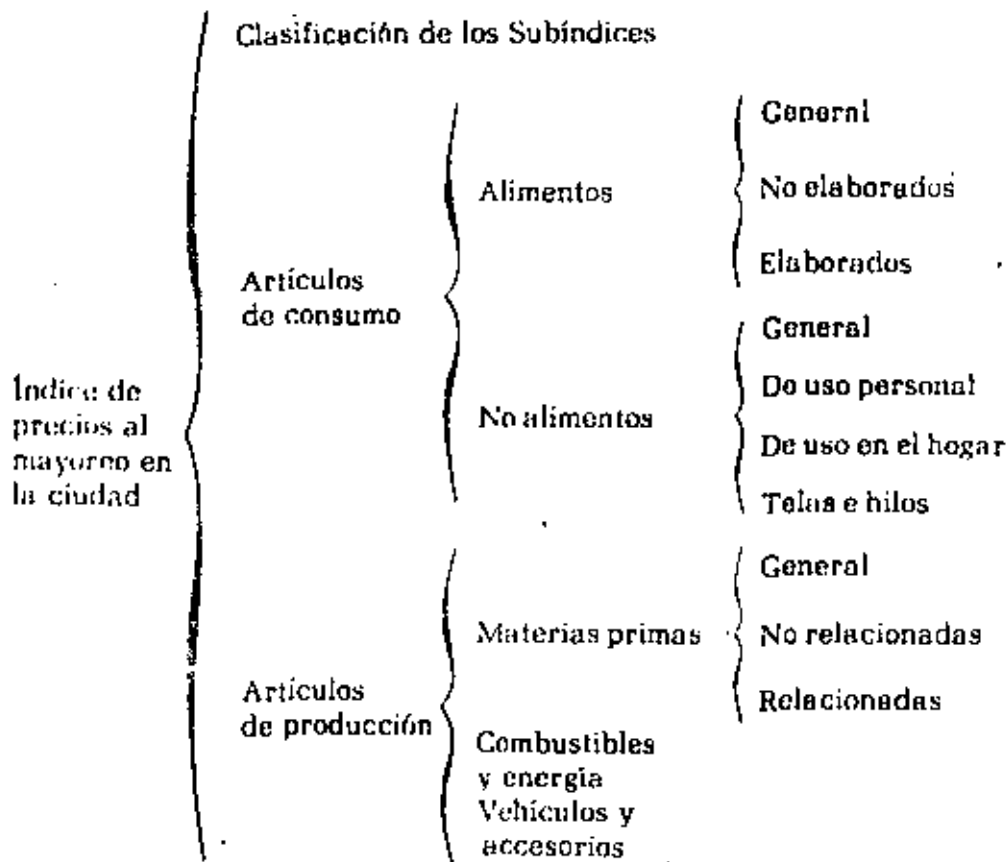 Clasificación de los Subíndices
Indice de
precios al
mayoreo en
la ciudad
Artículos
de consumo
Alimentos
General
No elaborados
Elaborados
No alimentos
General
De uso personal
De uso en el hogar
Telas e hilos
Artículos
de producción
Materias primas
General
No relacionadas
Relacionadas
Combustibles
y energía
Vehículos y
accesorios